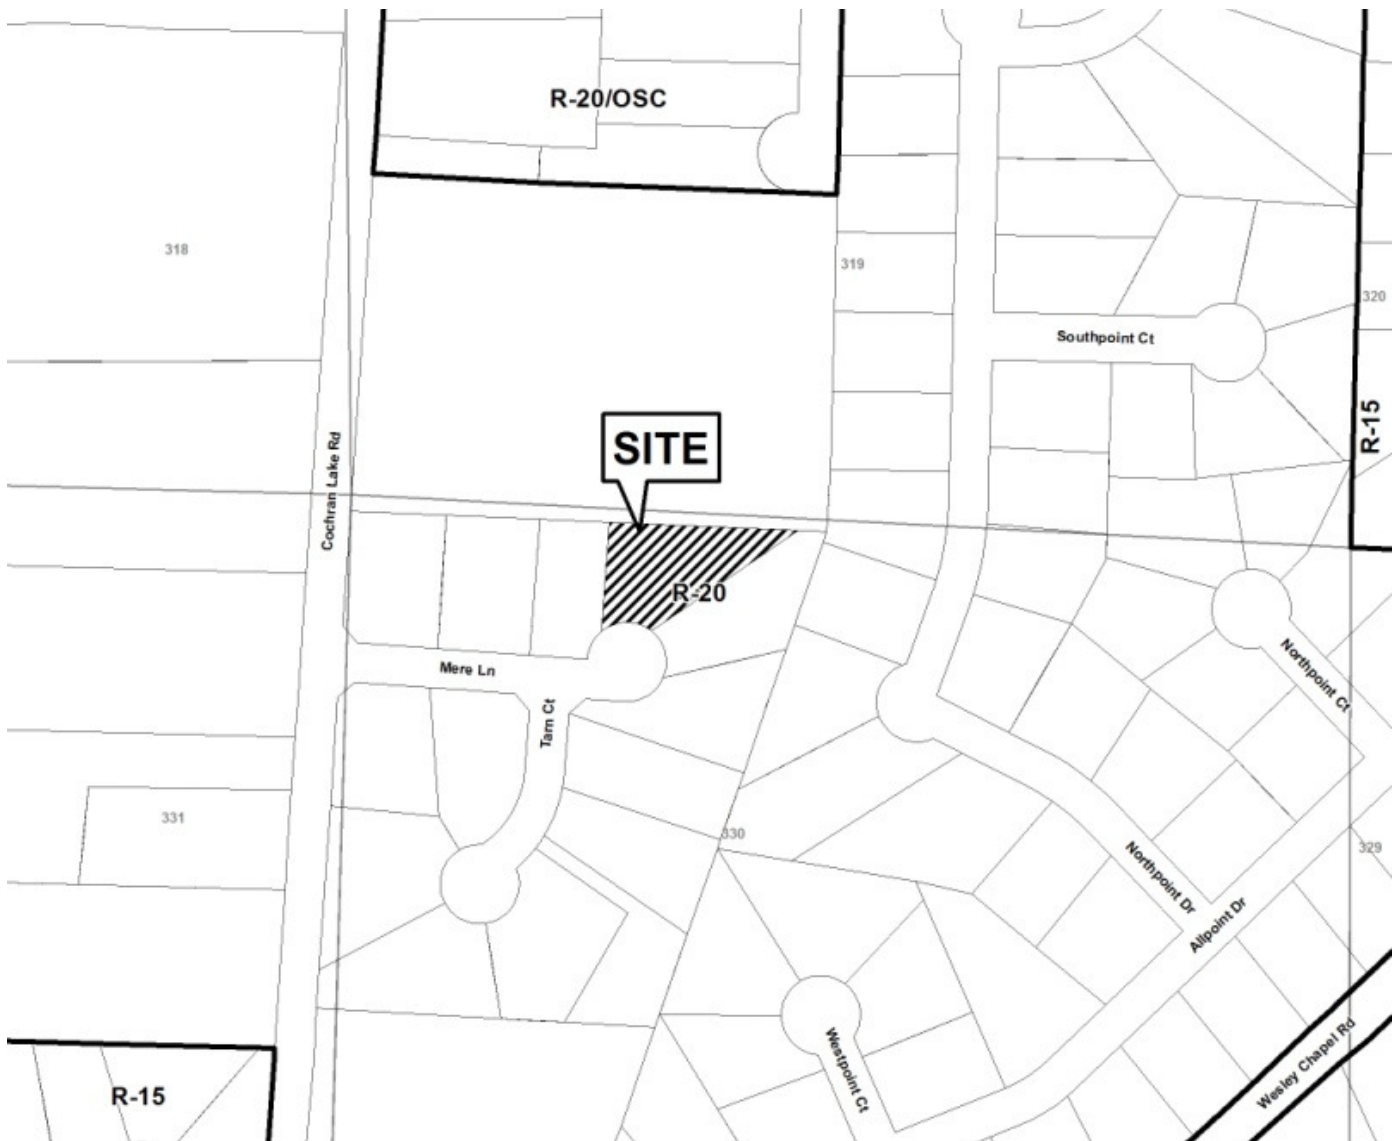 R-20/OSC
318
319
320
Southpoint Ct
R-15
SITE
Cochran Lake Rd
R-20
Mere Ln
Northpoint Ct
Tarn Ct
331
330
329
Northpoint Dr
Allpoint Dr
Westpoint Ct
Wesley Chapel Rd
R-15